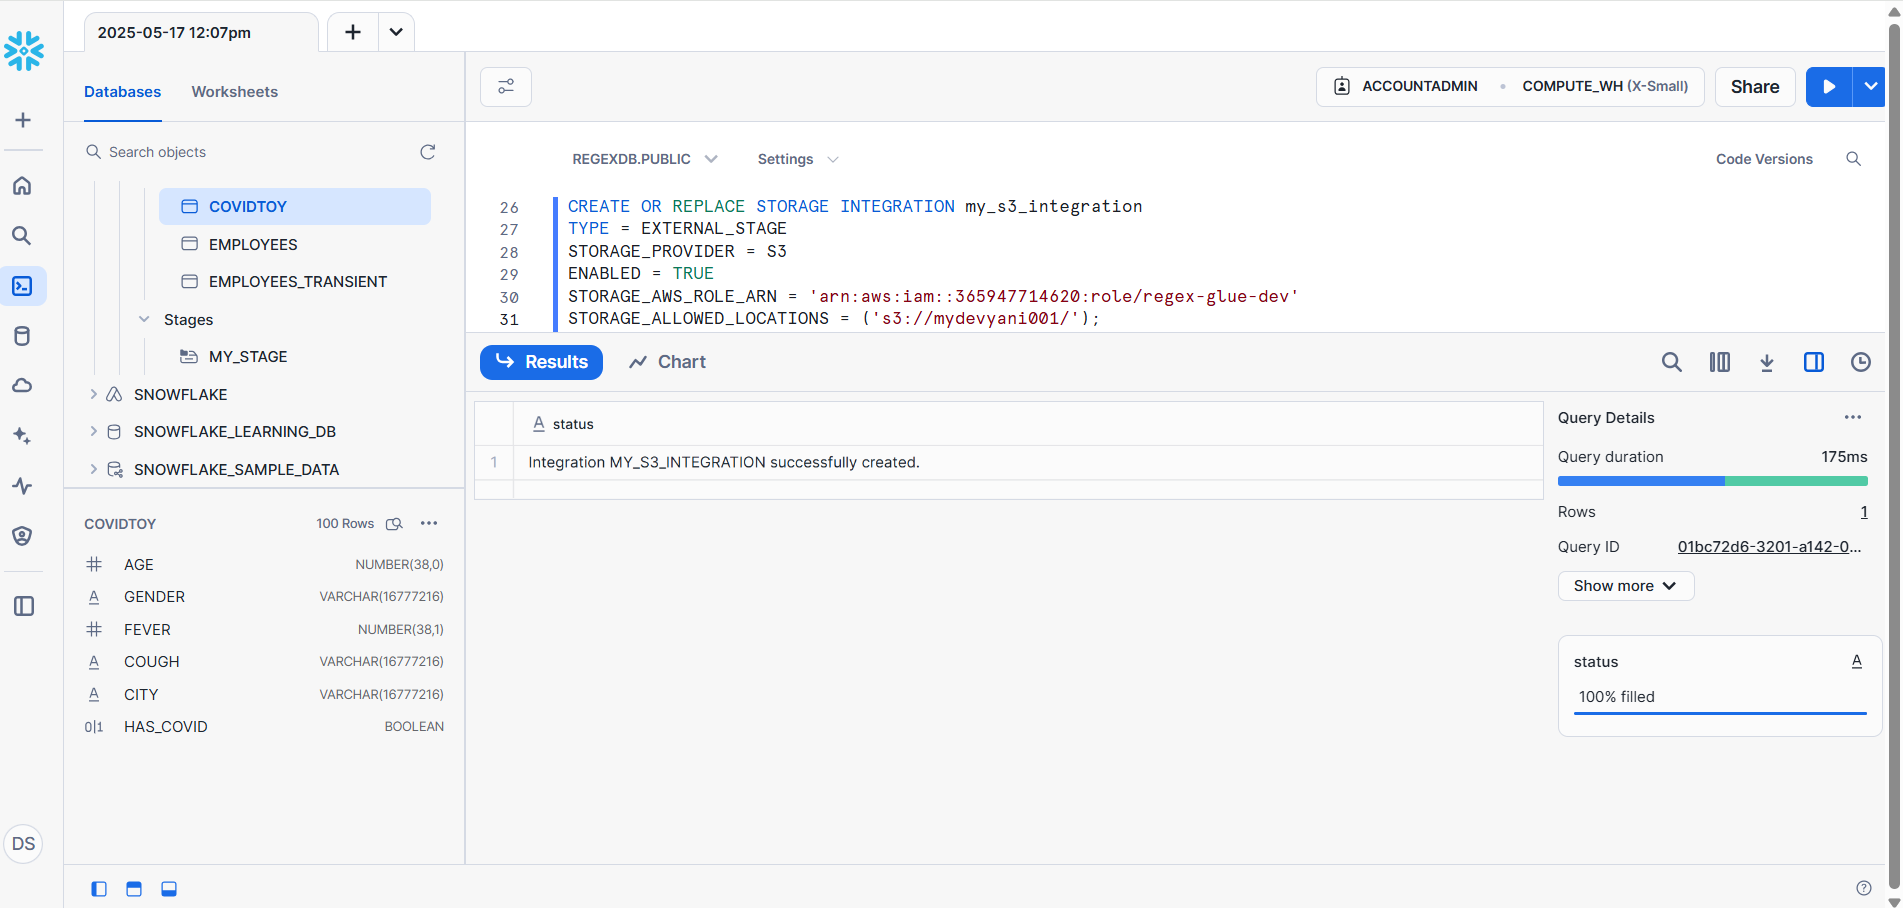 2025-05-17 12:07pm
Databases
Worksheets
Search objects
COVIDTOY
EMPLOYEES
EMPLOYEES_TRANSIENT
Stages
MY_STAGE
SNOWFLAKE
SNOWFLAKE_LEARNING_DB
SNOWFLAKE_SAMPLE_DATA
COVIDTOY 100 Rows
AGE NUMBER(38,0)
GENDER VARCHAR(16777216)
FEVER NUMBER(38,1)
COUGH VARCHAR(16777216)
CITY VARCHAR(16777216)
0|1 HAS_COVID BOOLEAN
DS
ACCOUNTADMIN • COMPUTE_WH (X-Small)
Share
REGEXDB.PUBLIC
Settings
Code Versions
26 CREATE OR REPLACE STORAGE INTEGRATION my_s3_integration
27 TYPE = EXTERNAL_STAGE
28 STORAGE_PROVIDER = S3
29 ENABLED = TRUE
30 STORAGE_AWS_ROLE_ARN = 'arn:aws:iam::365947714620:role/regex-glue-dev'
31 STORAGE_ALLOWED_LOCATIONS = ('s3://mydevyani001/');
Results
Chart
A status
1 Integration MY_S3_INTEGRATION successfully created.
Query Details
Query duration 175ms
Rows 1
Query ID 01bc72d6-3201-a142-0...
Show more
status A
100% filled